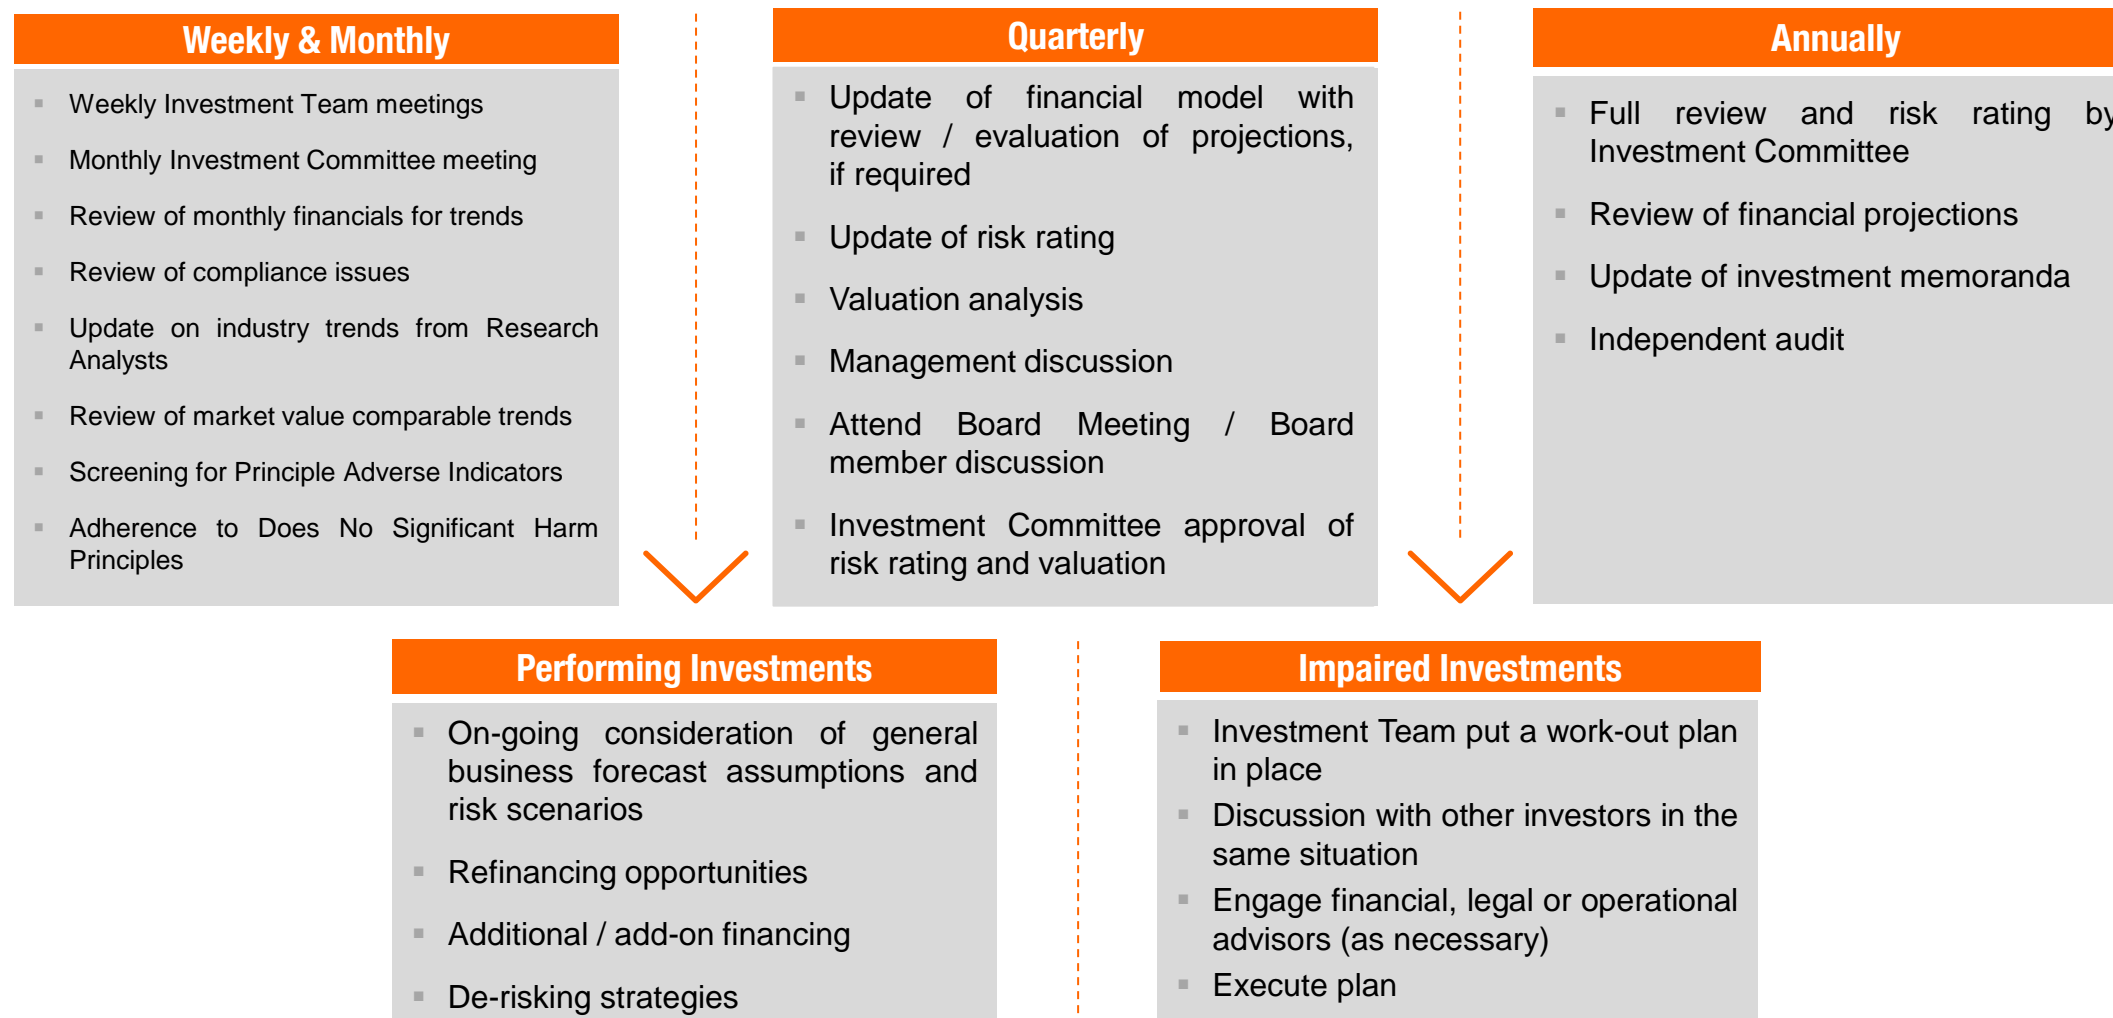 Weekly & Monthly
Weekly Investment Team meetings
Monthly Investment Committee meeting
Review of monthly financials for trends
Review of compliance issues
Update on industry trends from Research
Analysts
Review of market value comparable trends
Screening for Principle Adverse Indicators
Adherence to Does No Significant Harm
Principles
Quarterly
Update of financial model with
review / evaluation of projections,
if required
Update of risk rating
Valuation analysis
Management discussion
Attend Board Meeting / Board
member discussion
Investment Committee approval of
risk rating and valuation
Annually
Full review and risk rating by
Investment Committee
Review of financial projections
Update of investment memoranda
Independent audit
Performing Investments
On-going consideration of general
business forecast assumptions and
risk scenarios
Refinancing opportunities
Additional / add-on financing
De-risking strategies
Impaired Investments
Investment Team put a work-out plan
in place
Discussion with other investors in the
same situation
Engage financial, legal or operational
advisors (as necessary)
Execute plan